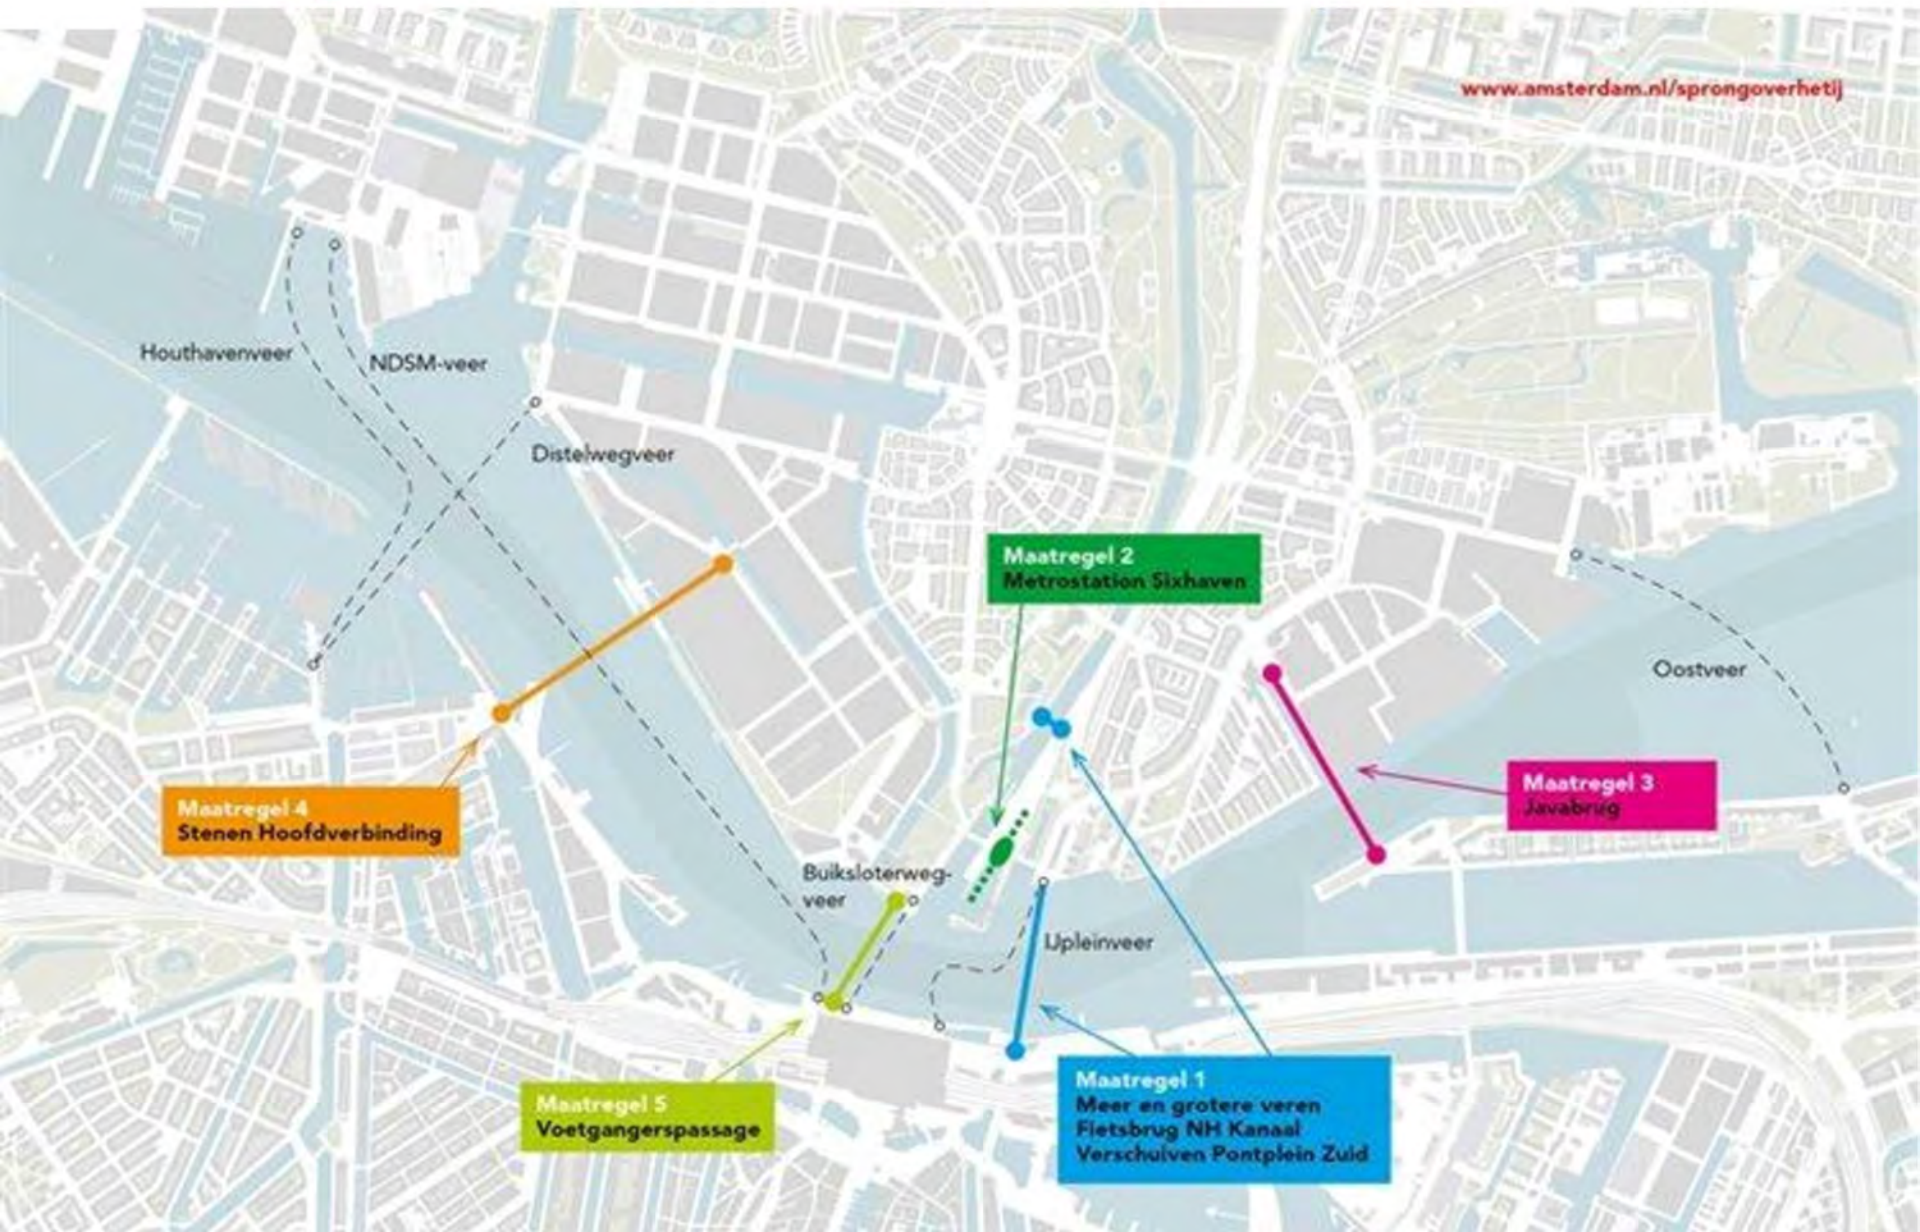 www.amsterdam.nl/sprongoverhetij
Houthavenveer
NDSM-veer
Distelwegveer
Maatregel 2
Metrostation Sixhaven
Oostveer
Maatregel 3
Javabrug
Maatregel 4
Stenen Hoofdverbinding
Buiksloterweg-
veer
IJpleinveer
Maatregel 5
Voetgangerspassage
Maatregel 1
Meer en grotere veren
Fietsbrug NH Kanaal
Verschuiven Pontplein Zuid